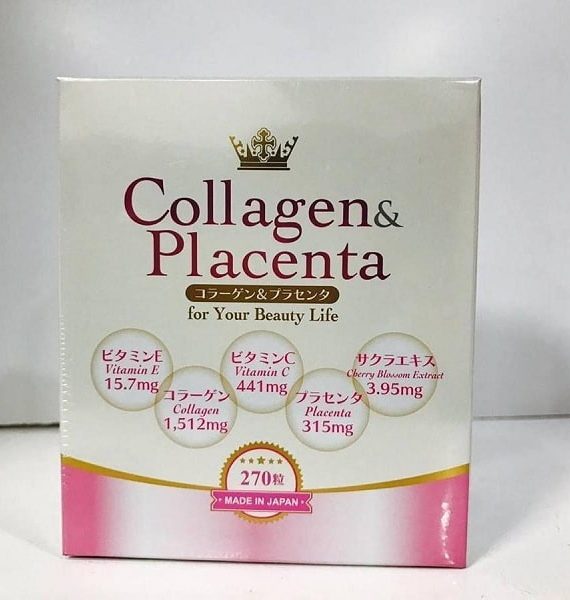 Collagen&
Placenta
コラーゲン&プラセンタ
for Your Beauty Life
ビタミンE
Vitamin E
15.7mg
コラーゲン
Collagen
1,512mg
ビタミンC
Vitamin C
441mg
プラセンタ
Placenta
315mg
サクラエキス
Cherry Blossom Extract
3.95mg
270粒
MADE IN JAPAN